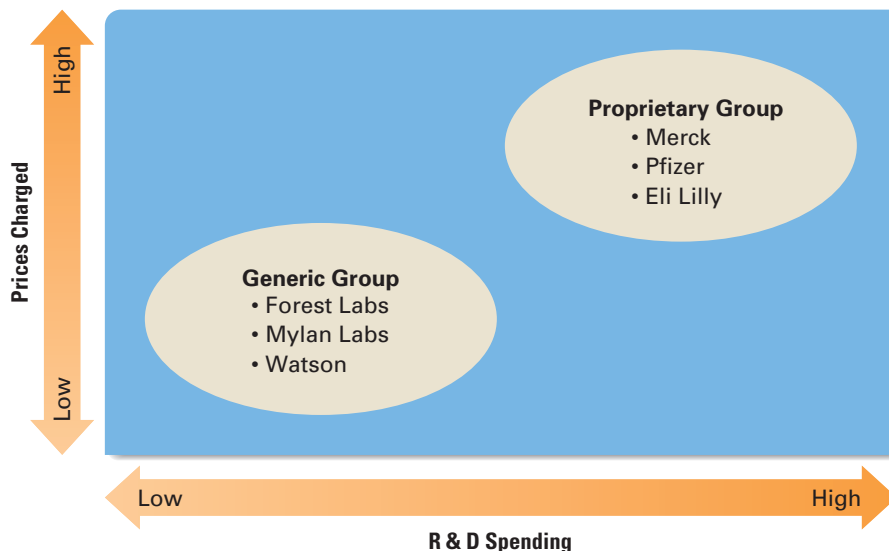 High
Prices Charged
Low
Proprietary Group
• Merck
• Pfizer
• Eli Lilly
Generic Group
• Forest Labs
• Mylan Labs
• Watson
Low
High
R & D Spending